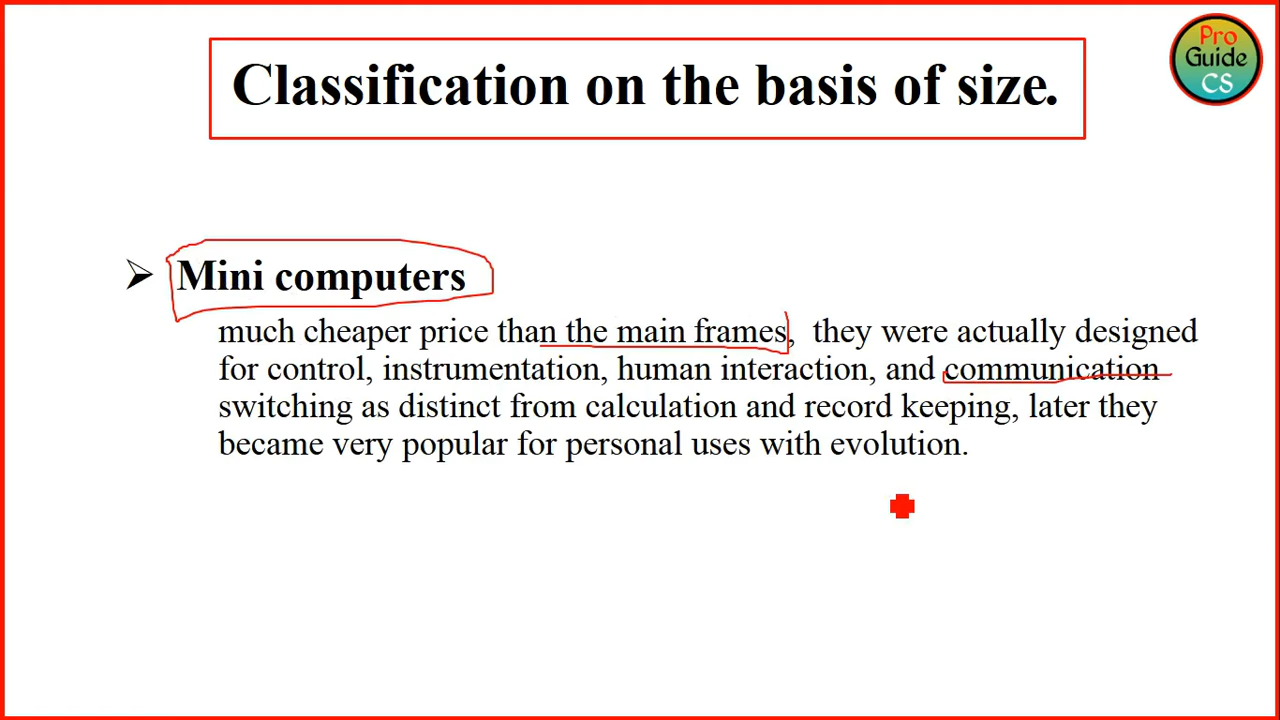 Pro
Guide
CS
Classification on the basis of size.
Mini computers
much cheaper price than the main frames, they were actually designed
for control, instrumentation, human interaction, and communication
switching as distinct from calculation and record keeping, later they
became very popular for personal uses with evolution.